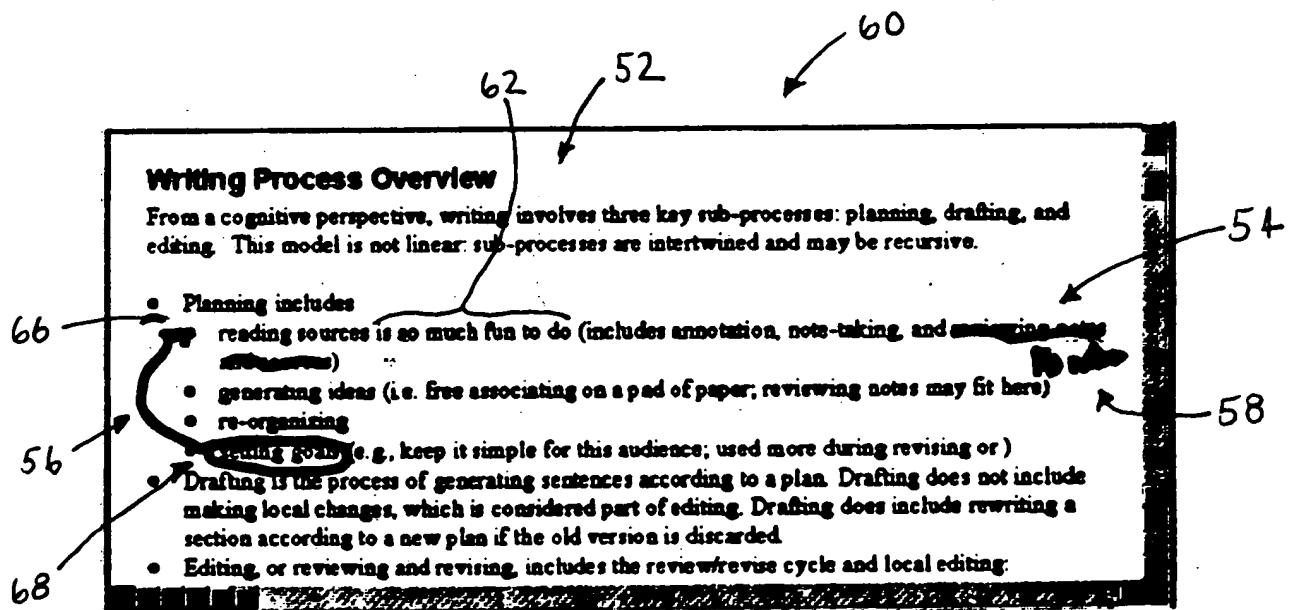 60
62 52
Writing Process Overview
From a cognitive perspective, writing involves three key sub-processes: planning, drafting, and
editing. This model is not linear: sub-processes are intertwined and may be recursive.
54
• Planning includes
66
reading sources is so much fun to do (includes annotation, note-taking, and
)
• generating ideas (i.e. free associating on a pad of paper; reviewing notes may fit here)
58
• re-organizing
56
• setting goals (e.g., keep it simple for this audience; used more during revising or )
• Drafting is the process of generating sentences according to a plan. Drafting does not include
making local changes, which is considered part of editing. Drafting does include rewriting a
section according to a new plan if the old version is discarded.
• Editing, or reviewing and revising, includes the review/revise cycle and local editing:
68